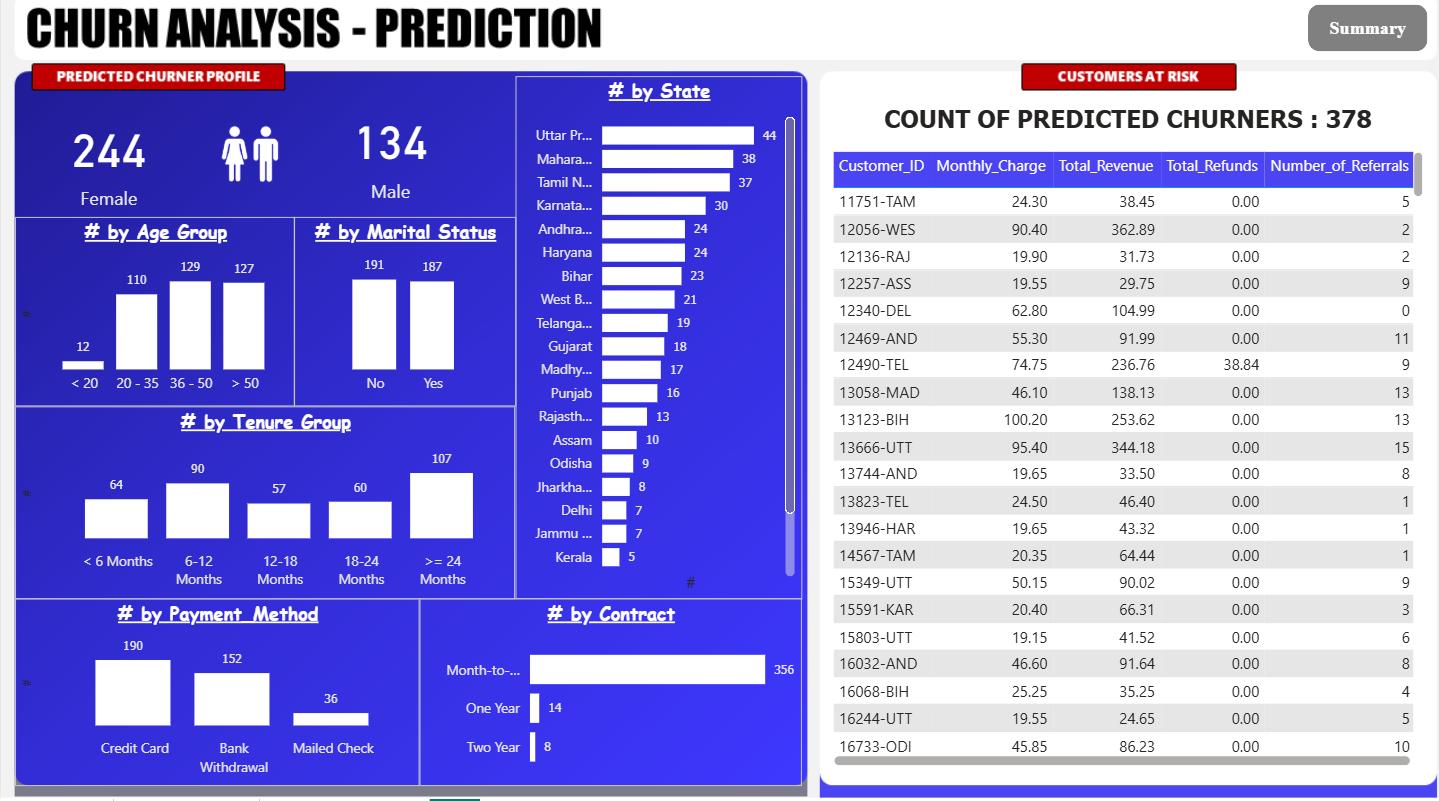 CHURN ANALYSIS - PREDICTION
Summary
PREDICTED CHURNER PROFILE
244
Female
134
Male
# by Age Group
12
110
129
127
< 20
20 - 35
36 - 50
> 50
# by Marital Status
191
187
No
Yes
# by Tenure Group
64
90
57
60
107
< 6 Months
6-12
Months
12-18
Months
18-24
Months
>= 24
Months
# by Payment_Method
190
152
36
Credit Card
Bank
Withdrawal
Mailed Check
# by State
Uttar Pr... 44
Mahara... 38
Tamil N... 37
Karnata... 30
Andhra... 24
Haryana 24
Bihar 23
West B... 21
Telanga... 19
Gujarat 18
Madhy... 17
Punjab 16
Rajasth... 13
Assam 10
Odisha 9
Jharkha... 8
Delhi 7
Jammu ... 7
Kerala 5
#
# by Contract
Month-to-... 356
One Year 14
Two Year 8
CUSTOMERS AT RISK
COUNT OF PREDICTED CHURNERS : 378
Customer_ID Monthly_Charge Total_Revenue Total_Refunds Number_of_Referrals
11751-TAM 24.30 38.45 0.00 5
12056-WES 90.40 362.89 0.00 2
12136-RAJ 19.90 31.73 0.00 2
12257-ASS 19.55 29.75 0.00 9
12340-DEL 62.80 104.99 0.00 0
12469-AND 55.30 91.99 0.00 11
12490-TEL 74.75 236.76 38.84 9
13058-MAD 46.10 138.13 0.00 13
13123-BIH 100.20 253.62 0.00 13
13666-UTT 95.40 344.18 0.00 15
13744-AND 19.65 33.50 0.00 8
13823-TEL 24.50 46.40 0.00 1
13946-HAR 19.65 43.32 0.00 1
14567-TAM 20.35 64.44 0.00 1
15349-UTT 50.15 90.02 0.00 9
15591-KAR 20.40 66.31 0.00 3
15803-UTT 19.15 41.52 0.00 6
16032-AND 46.60 91.64 0.00 8
16068-BIH 25.25 35.25 0.00 4
16244-UTT 19.55 24.65 0.00 5
16733-ODI 45.85 86.23 0.00 10